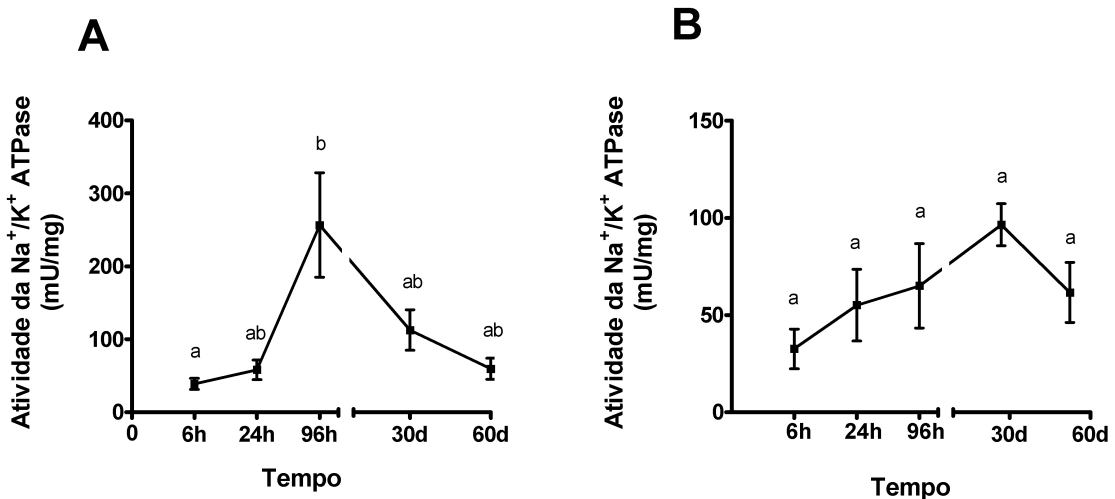 A
Atividade da Na⁺/K⁺ ATPase
(mU/mg)
400
300
200
100
0
a
ab
b
ab
ab
0 6h 24h 96h 30d 60d
Tempo
B
Atividade da Na⁺/K⁺ ATPase
(mU/mg)
150
100
50
0
a
a
a
a
a
6h 24h 96h 30d 60d
Tempo